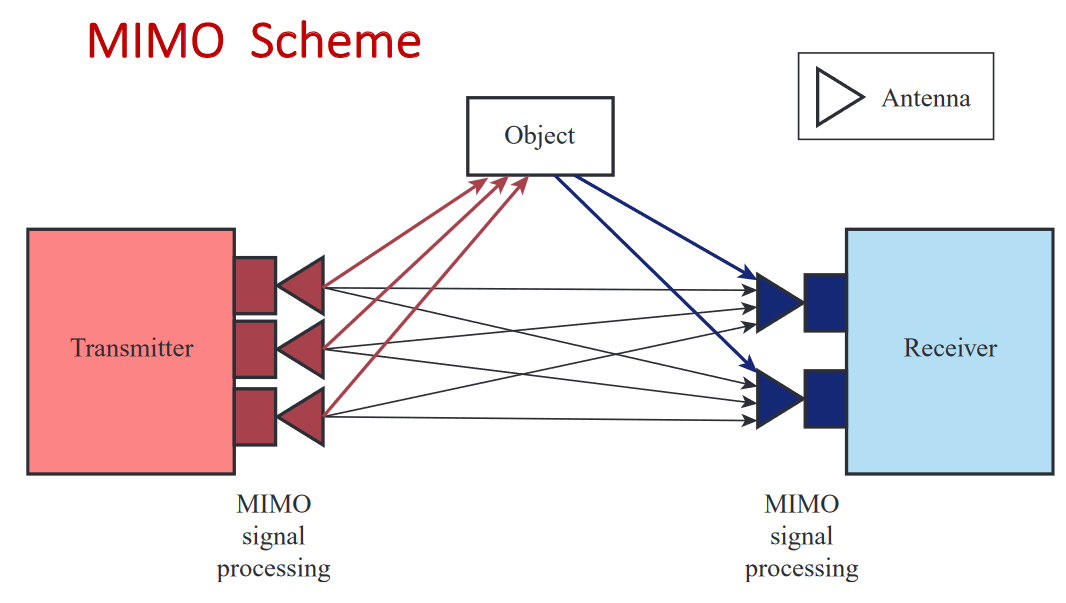 MIMO Scheme
Antenna
Object
Transmitter
Receiver
MIMO
signal
processing
MIMO
signal
processing